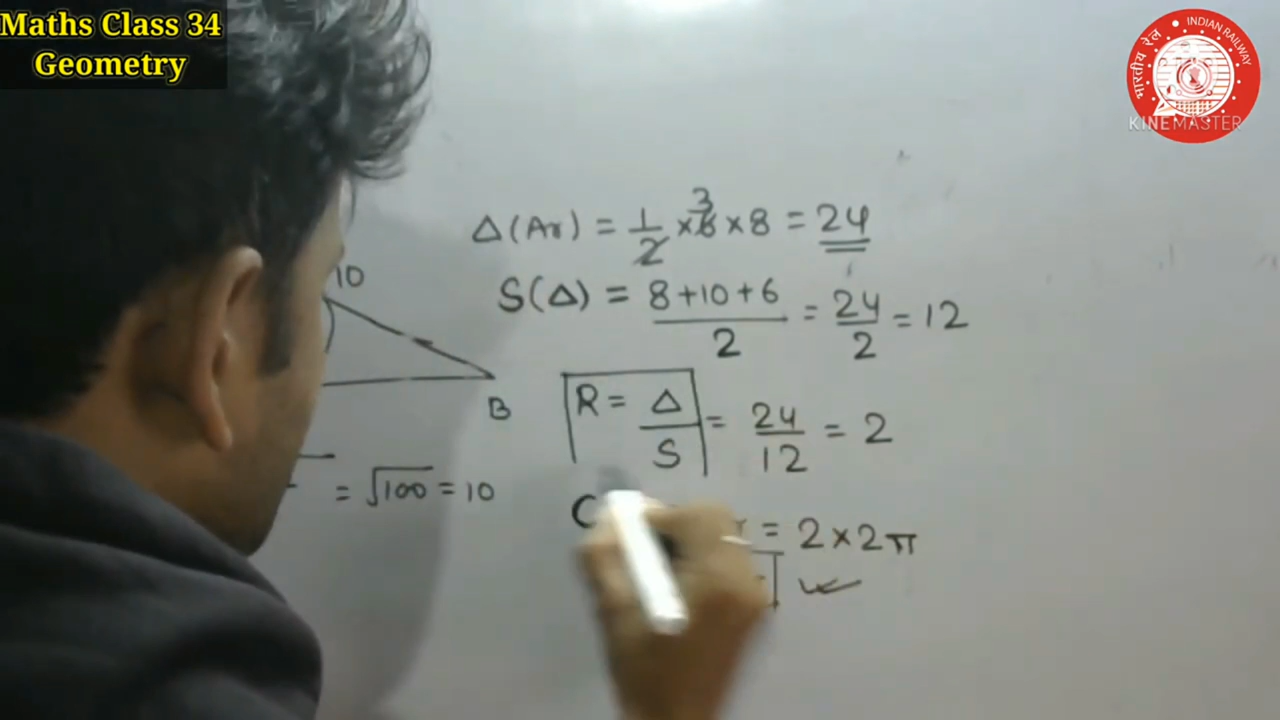 Maths Class 34
Geometry
भारतीय रेल INDIAN RAILWAY
KINEMASTER
Δ(Ar) = 1/2 × 6 3 × 8 = 24
S(Δ) = 8+10+6/2 = 24/2 = 12
10
B
R = Δ/S = 24/12 = 2
= √100 = 10
C
r = 2×2π